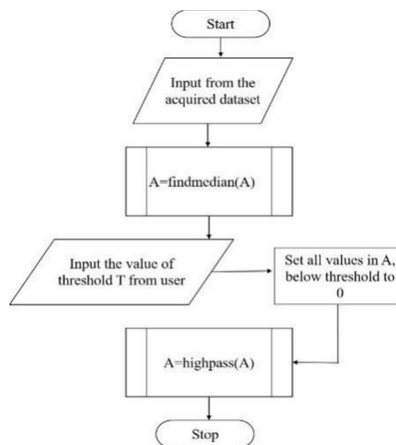 Start
Input from the
acquired dataset
A=findmedian(A)
Input the value of
threshold T from user
Set all values in A,
below threshold to
0
A=highpass(A)
Stop